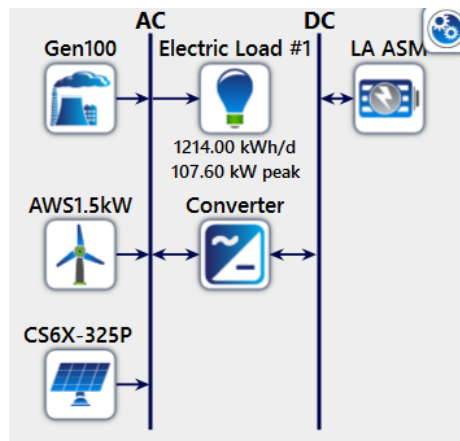 AC DC
Gen100 Electric Load #1 LA ASM
1214.00 kWh/d
107.60 kW peak
AWS1.5kW Converter
CS6X-325P